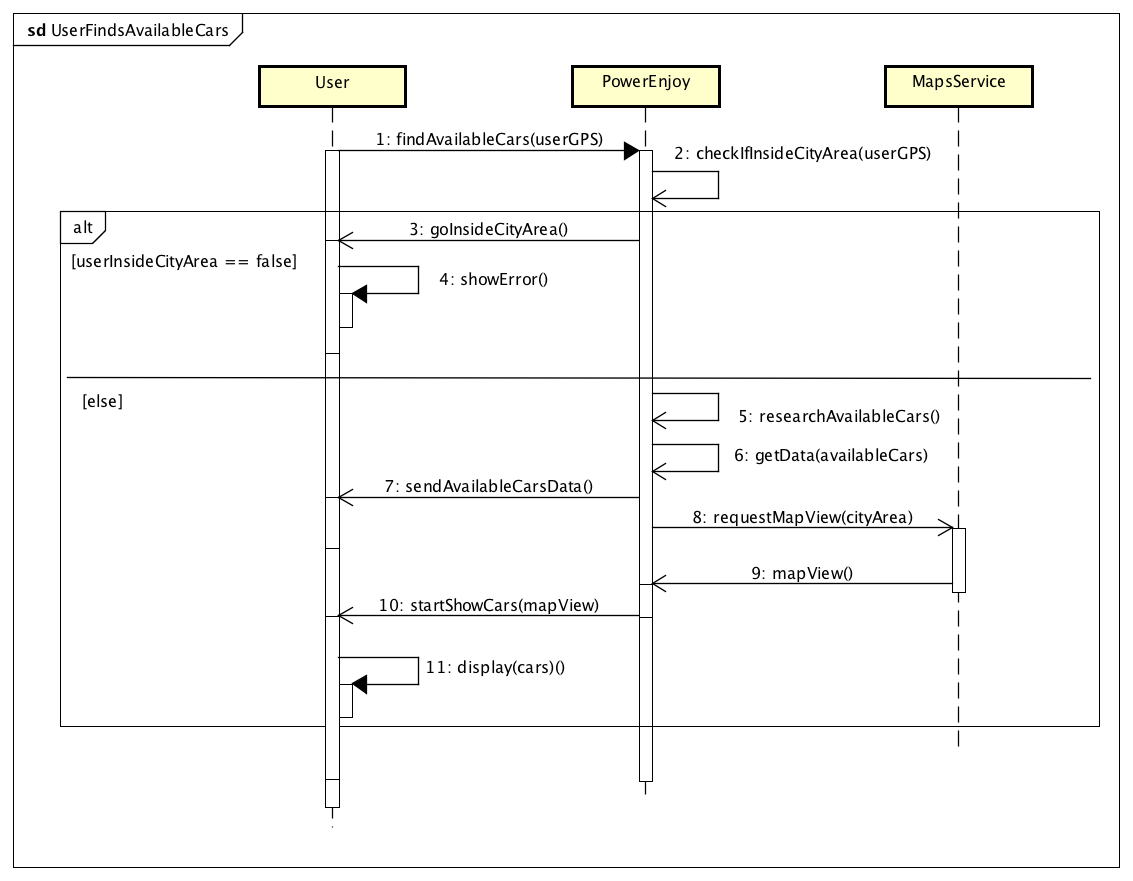 sd UserFindsAvailableCars
User
PowerEnjoy
MapsService
1: findAvailableCars(userGPS)
2: checkIfInsideCityArea(userGPS)
alt
3: goInsideCityArea()
[userInsideCityArea == false]
4: showError()
[else]
5: researchAvailableCars()
6: getData(availableCars)
7: sendAvailableCarsData()
8: requestMapView(cityArea)
9: mapView()
10: startShowCars(mapView)
11: display(cars)()